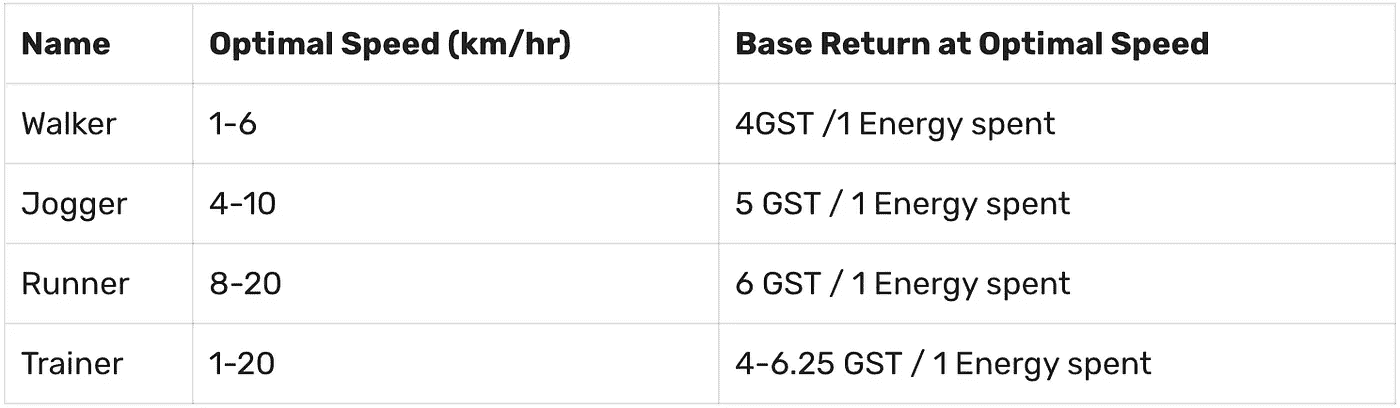 Name Optimal Speed (km/hr) Base Return at Optimal Speed
Walker 1-6 4GST /1 Energy spent
Jogger 4-10 5 GST / 1 Energy spent
Runner 8-20 6 GST / 1 Energy spent
Trainer 1-20 4-6.25 GST / 1 Energy spent